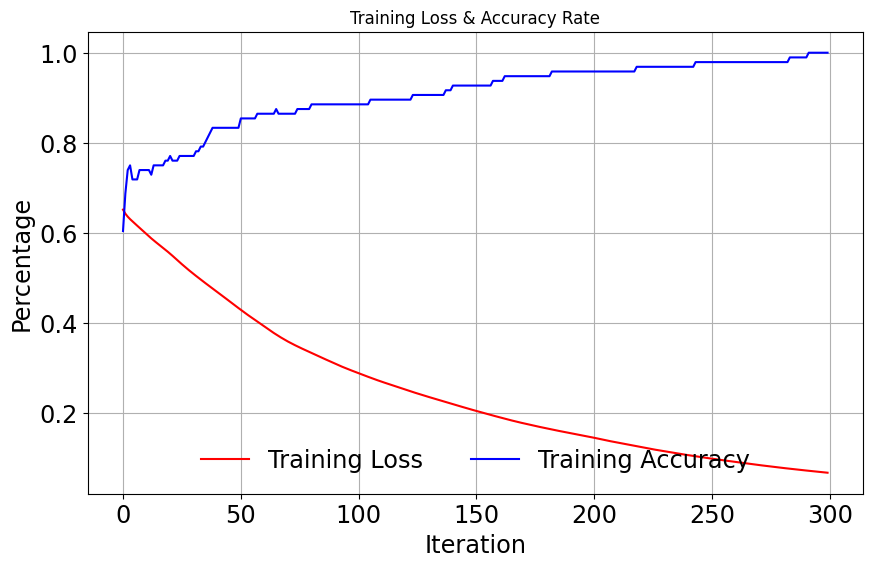 Training Loss & Accuracy Rate
1.0
0.8
0.6
0.4
0.2
Percentage
Training Loss
Training Accuracy
0 50 100 150 200 250 300
Iteration